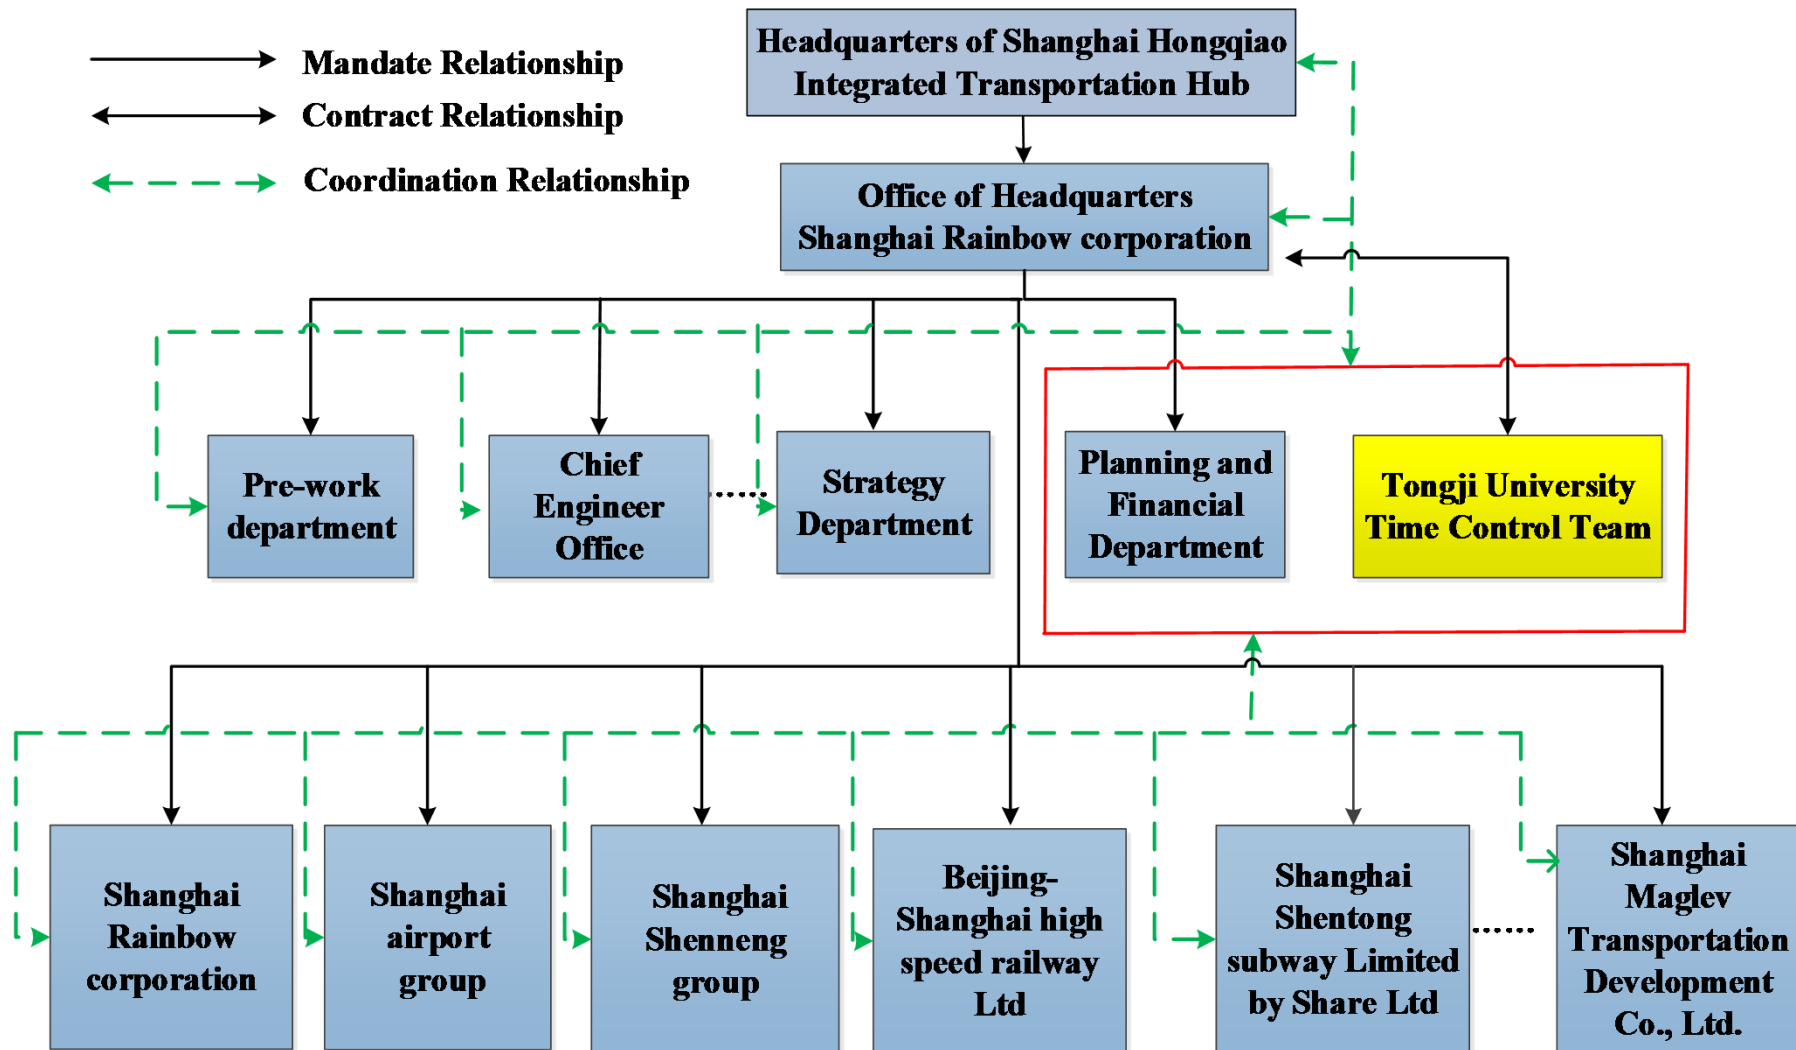 Mandate Relationship
Contract Relationship
Coordination Relationship
Headquarters of Shanghai Hongqiao
Integrated Transportation Hub
Office of Headquarters
Shanghai Rainbow corporation
Pre-work
department
Chief
Engineer
Office
Strategy
Department
Planning and
Financial
Department
Tongji University
Time Control Team
Shanghai
Rainbow
corporation
Shanghai
airport
group
Shanghai
Shenneng
group
Beijing-
Shanghai high
speed railway
Ltd
Shanghai
Shentong
subway Limited
by Share Ltd
Shanghai
Maglev
Transportation
Development
Co., Ltd.